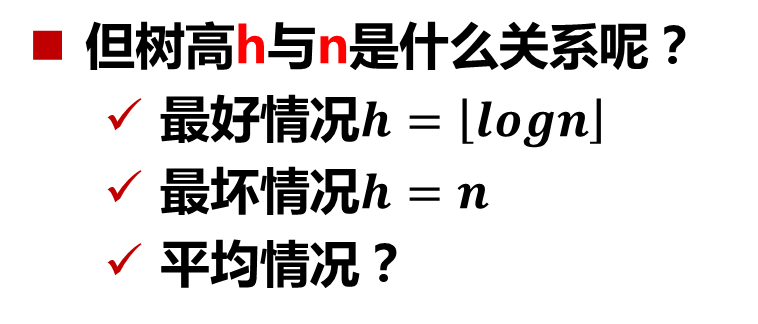 ■ 但树高h与n是什么关系呢？
✓ 最好情况h = ⌊logn⌋
✓ 最坏情况h = n
✓ 平均情况？